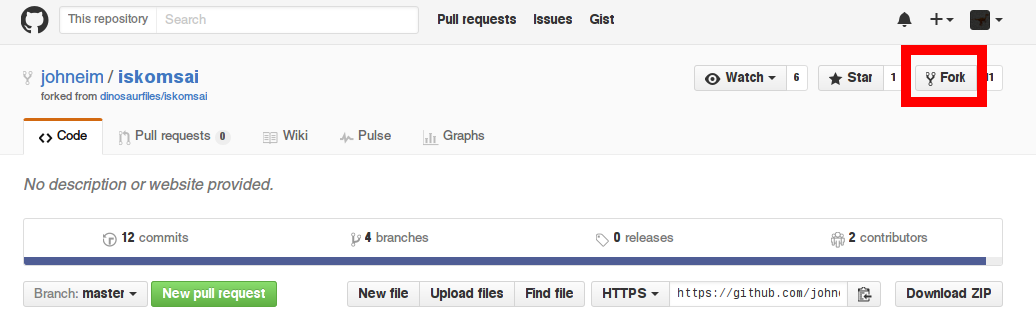 This repository Search Pull requests Issues Gist
johneim / iskomsai Watch 6 Star 1 Fork
forked from dinosaurfiles/iskomsai
Code Pull requests 0 Wiki Pulse Graphs
No description or website provided.
12 commits 4 branches 0 releases 2 contributors
Branch: master New pull request New file Upload files Find file HTTPS https://github.com/john Download ZIP